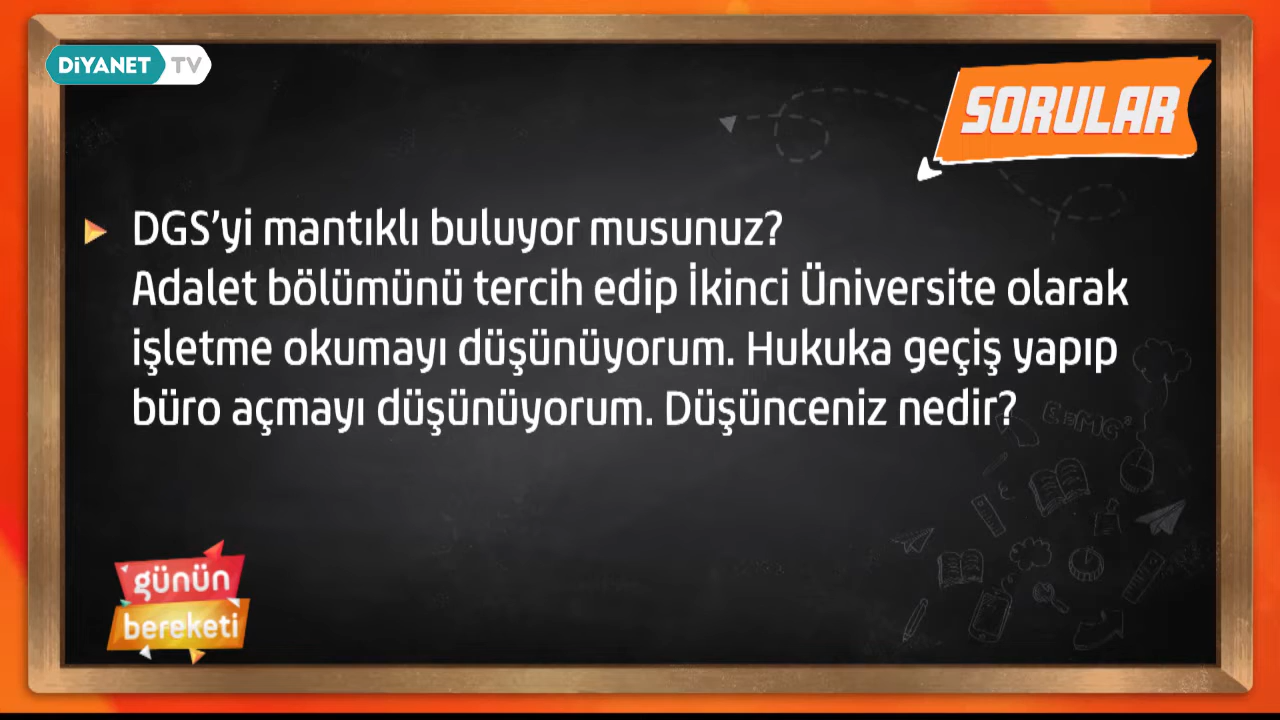 DİYANET TV
SORULAR
DGS’yi mantıklı buluyor musunuz?
Adalet bölümünü tercih edip İkinci Üniversite olarak
işletme okumayı düşünüyorum. Hukuka geçiş yapıp
büro açmayı düşünüyorum. Düşünceniz nedir?
E=MC²
günün
bereketi